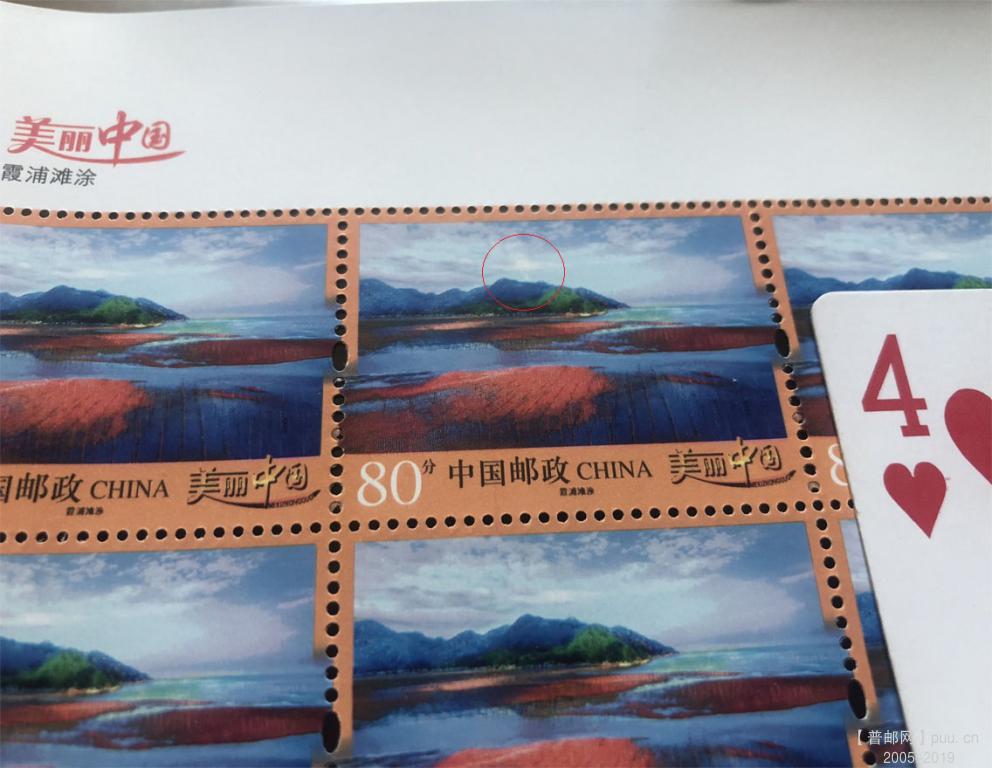 美丽中国
霞浦滩涂
国邮政 CHINA 美丽中国
霞浦滩涂
80分 中国邮政 CHINA 美丽中国
霞浦滩涂
8
4
【普邮网】puu.cn
2005-2019